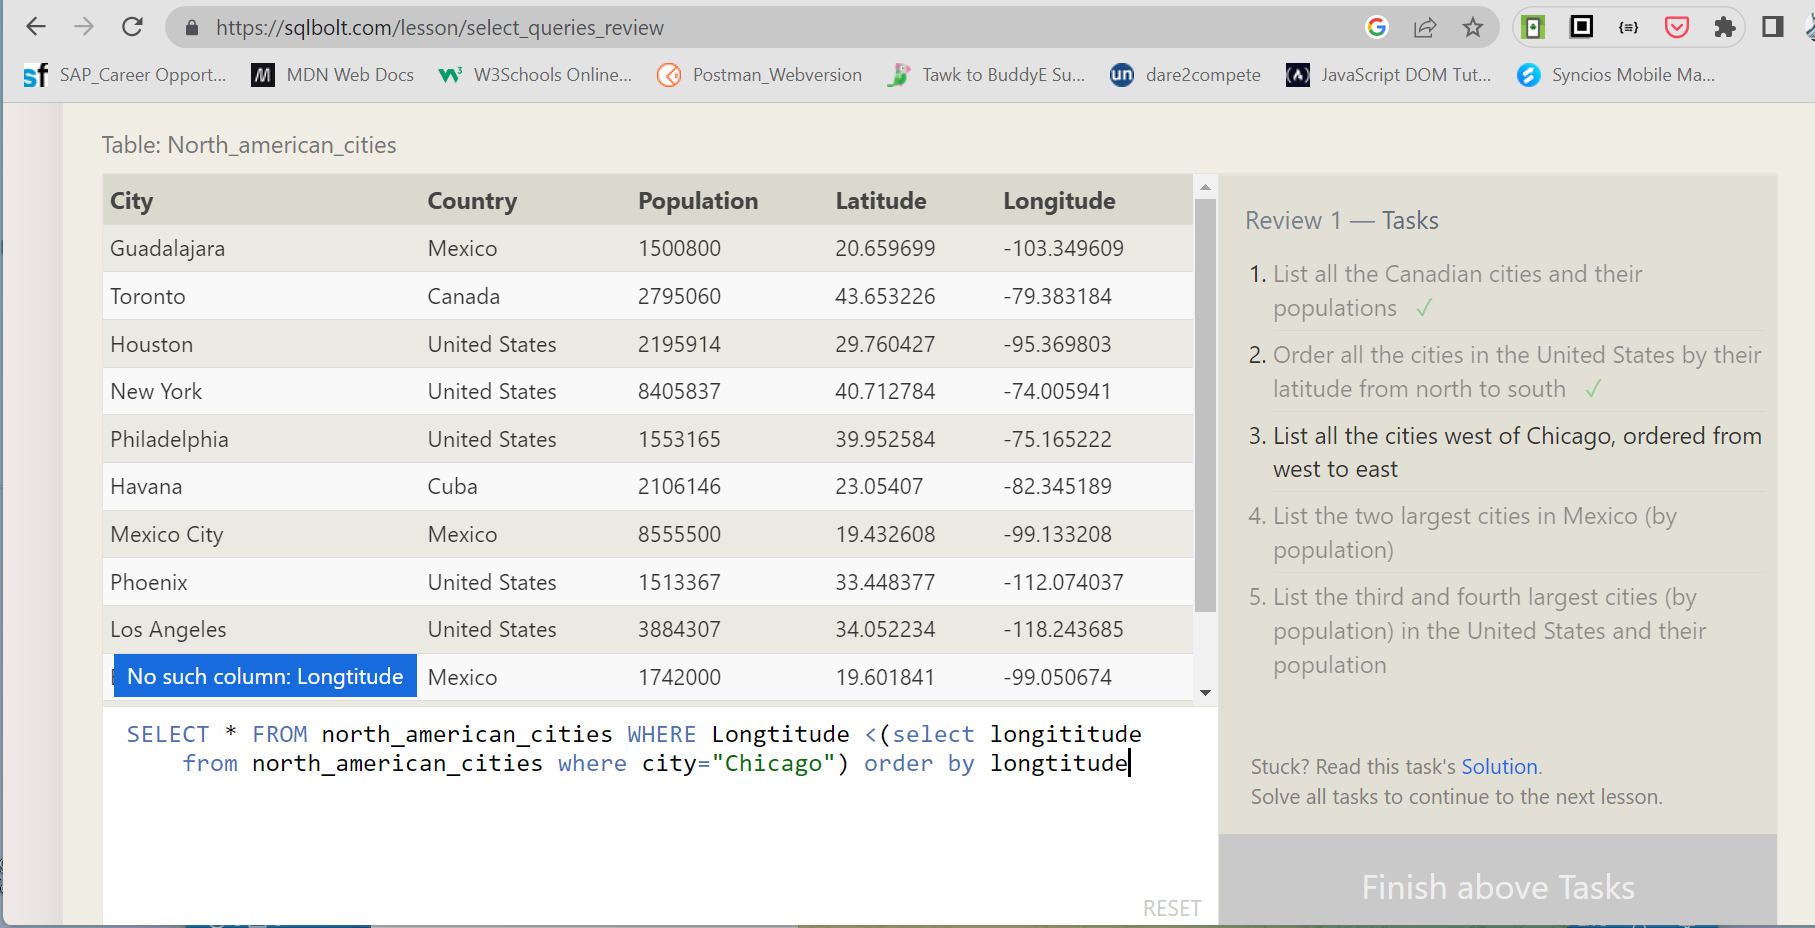 https://sqlbolt.com/lesson/select_queries_review
SAP_Career Opport... MDN Web Docs W3Schools Online... Postman_Webversion Tawk to BuddyE Su... dare2compete JavaScript DOM Tut... Syncios Mobile Ma...
Table: North_american_cities
City Country Population Latitude Longitude
Guadalajara Mexico 1500800 20.659699 -103.349609
Toronto Canada 2795060 43.653226 -79.383184
Houston United States 2195914 29.760427 -95.369803
New York United States 8405837 40.712784 -74.005941
Philadelphia United States 1553165 39.952584 -75.165222
Havana Cuba 2106146 23.05407 -82.345189
Mexico City Mexico 8555500 19.432608 -99.133208
Phoenix United States 1513367 33.448377 -112.074037
Los Angeles United States 3884307 34.052234 -118.243685
No such column: Longtitude Mexico 1742000 19.601841 -99.050674
SELECT * FROM north_american_cities WHERE Longtitude <(select longititude
from north_american_cities where city="Chicago") order by longtitude
RESET
Review 1 — Tasks
1. List all the Canadian cities and their
populations ✓
2. Order all the cities in the United States by their
latitude from north to south ✓
3. List all the cities west of Chicago, ordered from
west to east
4. List the two largest cities in Mexico (by
population)
5. List the third and fourth largest cities (by
population) in the United States and their
population
Stuck? Read this task's Solution.
Solve all tasks to continue to the next lesson.
Finish above Tasks